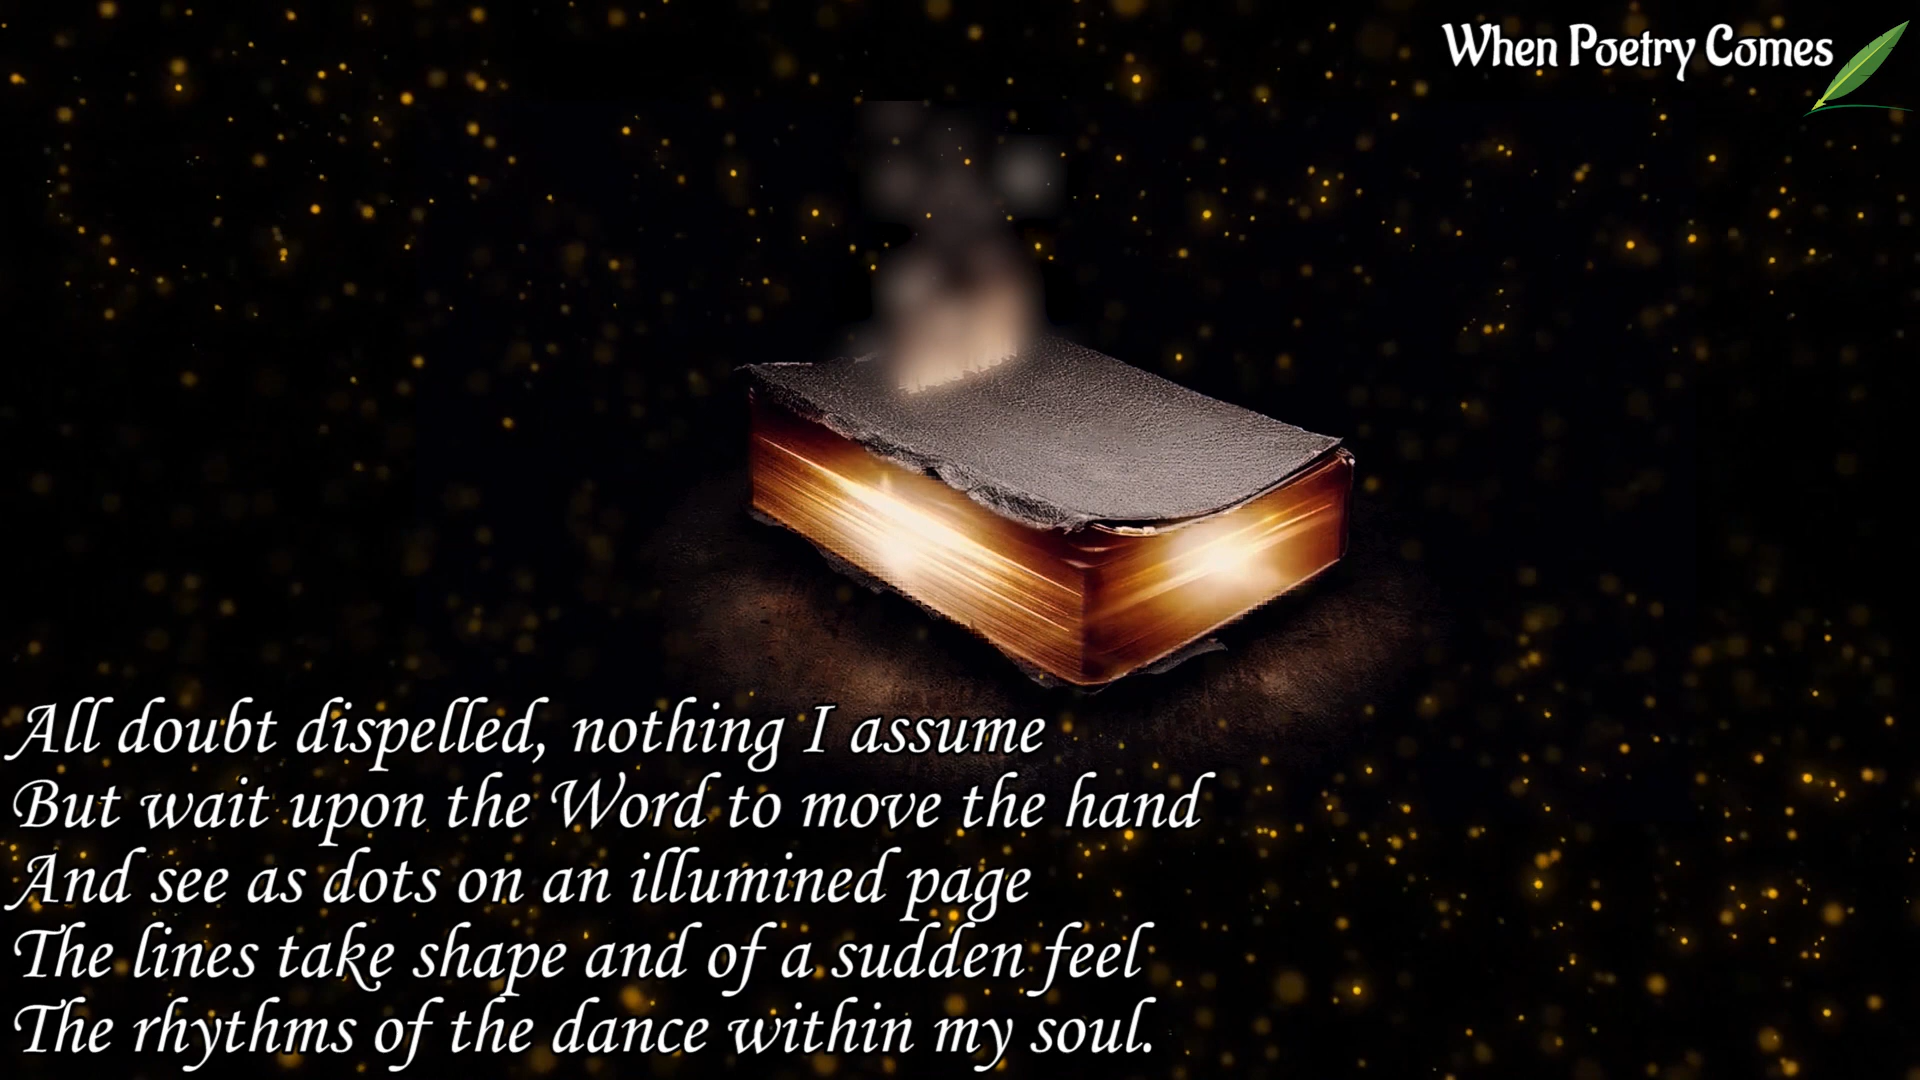 When Poetry Comes
All doubt dispelled, nothing I assume
But wait upon the Word to move the hand
And see as dots on an illumined page
The lines take shape and of a sudden feel
The rhythms of the dance within my soul.